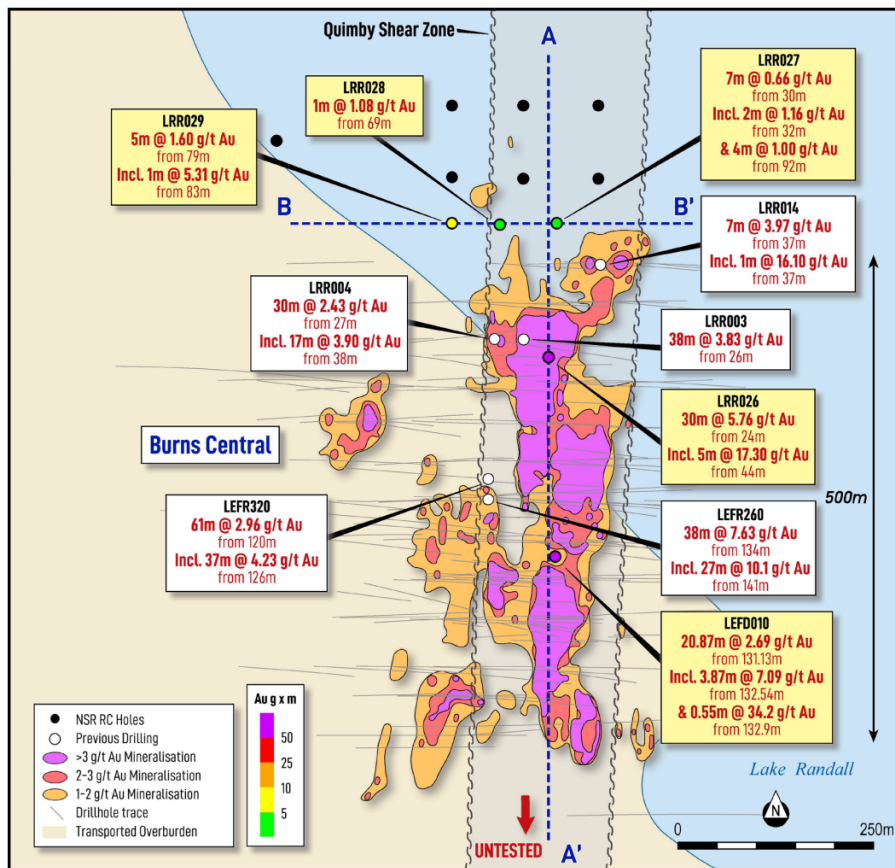 Quimby Shear Zone
A
LRR027
7m @ 0.66 g/t Au
from 30m
Incl. 2m @ 1.16 g/t Au
from 32m
& 4m @ 1.00 g/t Au
from 92m
LRR028
1m @ 1.08 g/t Au
from 69m
LRR029
5m @ 1.60 g/t Au
from 79m
Incl. 1m @ 5.31 g/t Au
from 83m
B
B'
LRR014
7m @ 3.97 g/t Au
from 37m
Incl. 1m @ 16.10 g/t Au
from 37m
LRR004
30m @ 2.43 g/t Au
from 27m
Incl. 17m @ 3.90 g/t Au
from 38m
LRR003
38m @ 3.83 g/t Au
from 26m
LRR026
30m @ 5.76 g/t Au
from 24m
Incl. 5m @ 17.30 g/t Au
from 44m
Burns Central
500m
LEFR320
61m @ 2.96 g/t Au
from 120m
Incl. 37m @ 4.23 g/t Au
from 126m
LEFR260
38m @ 7.63 g/t Au
from 134m
Incl. 27m @ 10.1 g/t Au
from 141m
LEFD010
20.87m @ 2.69 g/t Au
from 131.13m
Incl. 3.87m @ 7.09 g/t Au
from 132.54m
& 0.55m @ 34.2 g/t Au
from 132.9m
NSR RC Holes
Previous Drilling
>3 g/t Au Mineralisation
2-3 g/t Au Mineralisation
1-2 g/t Au Mineralisation
Drillhole trace
Transported Overburden
Au g x m
50
25
10
5
Lake Randall
N
UNTESTED
A'
0
250m